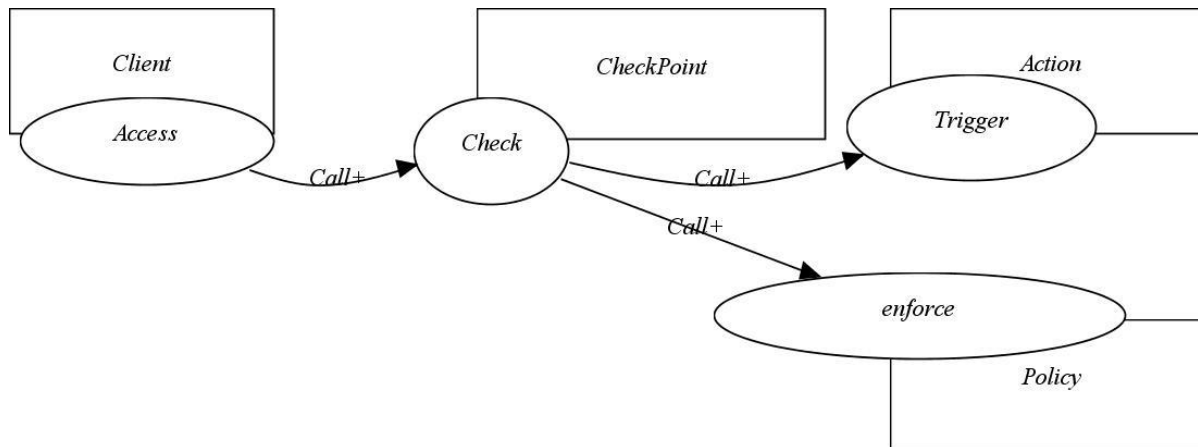 Client
CheckPoint
Action
Access
Check
Trigger
Call+
Call+
Call+
enforce
Policy